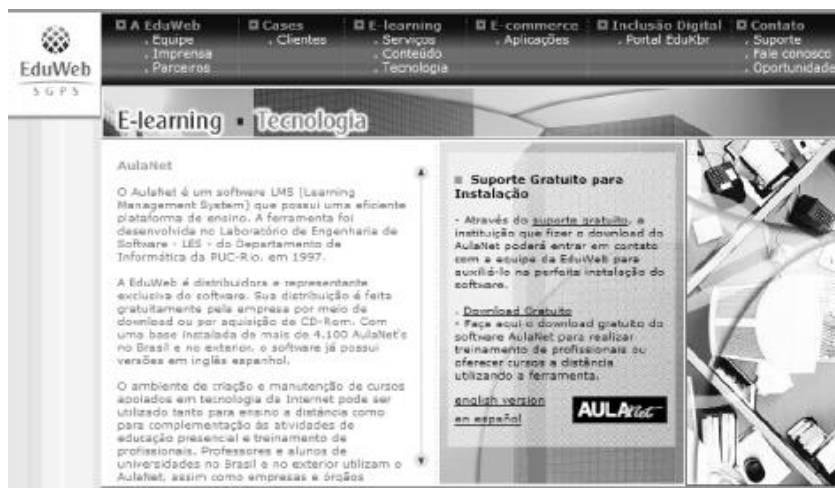 EduWeb
SGPS
A EduWeb
. Equipe
. Imprensa
. Parceiros
Cases
. Clientes
E-learning
. Serviços
. Conteúdo
. Tecnologia
E-commerce
. Aplicações
Inclusão Digital
. Portal EduKbr
Contato
. Suporte
. Fale conosco
. Oportunidade
E-learning ▪ Tecnologia
AulaNet
O AulaNet é um software LMS (Learning
Management System) que possui uma eficiente
plataforma de ensino. A ferramenta foi
desenvolvida no Laboratório de Engenharia de
Software - LES - do Departamento de
Informática da PUC-Rio, em 1997.
A EduWeb é distribuidora e representante
exclusiva do software. Sua distribuição é feita
gratuitamente pela empresa por meio de
download ou por aquisição de CD-Rom. Com
uma base instalada de mais de 4.100 AulaNet's
no Brasil e no exterior, o software já possui
versões em inglês espanhol.
O ambiente de criação e manutenção de cursos
apoiados em tecnologia da Internet pode ser
utilizado tanto para ensino a distância como
para complementação às atividades de
educação presencial e treinamento de
profissionais. Professores e alunos de
universidades no Brasil e no exterior utilizam o
AulaNet, assim como empresas e órgãos
Suporte Gratuito para
Instalação
- Através do suporte gratuito, a
instituição que fizer o download do
AulaNet poderá entrar em contato
com a equipe da EduWeb para
auxiliá-lo na perfeita instalação do
software.
. Download Gratuito
- Faça aqui o download gratuito do
software AulaNet para realizar
treinamento de profissionais ou
oferecer cursos a distância
utilizando a ferramenta.
english version
en español
AULANet